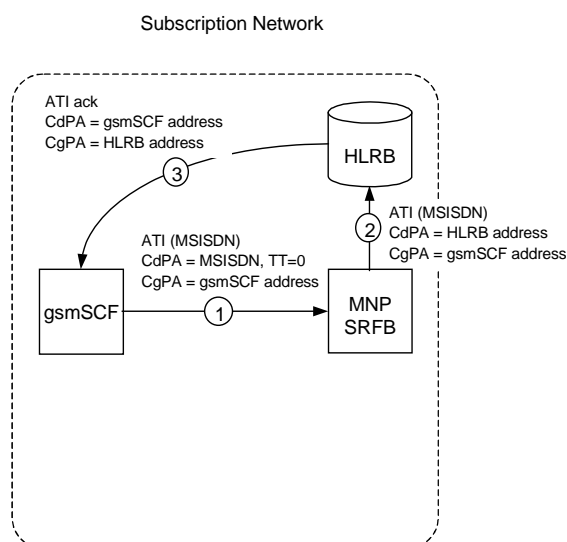 Subscription Network
ATI ack
CdPA = gsmSCF address
CgPA = HLRB address
HLRB
3
ATI (MSISDN)
CdPA = HLRB address
CgPA = gsmSCF address
2
ATI (MSISDN)
CdPA = MSISDN, TT=0
CgPA = gsmSCF address
gsmSCF
1
MNP
SRFB